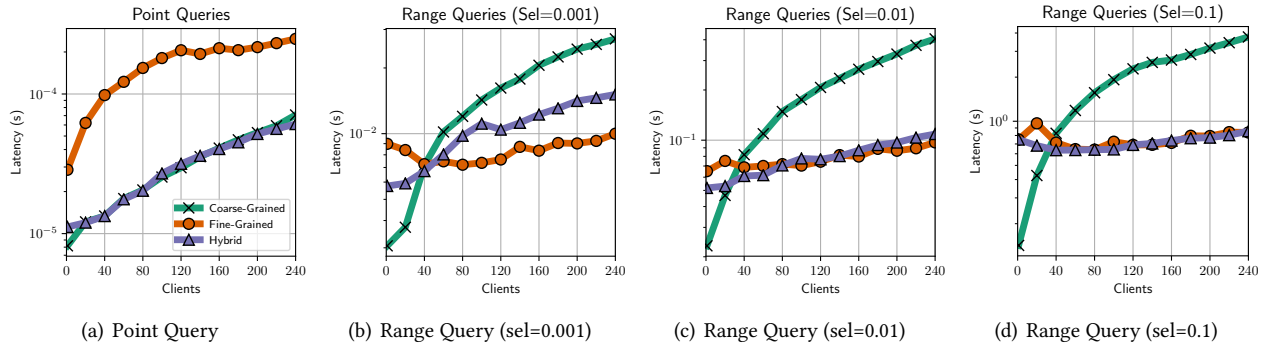 Point Queries
Latency (s)
10⁻⁴
10⁻⁵
Coarse-Grained
Fine-Grained
Hybrid
0 40 80 120 160 200 240
Clients
(a) Point Query
Range Queries (Sel=0.001)
Latency (s)
10⁻²
0 40 80 120 160 200 240
Clients
(b) Range Query (sel=0.001)
Range Queries (Sel=0.01)
Latency (s)
10⁻¹
0 40 80 120 160 200 240
Clients
(c) Range Query (sel=0.01)
Range Queries (Sel=0.1)
Latency (s)
10⁰
0 40 80 120 160 200 240
Clients
(d) Range Query (sel=0.1)